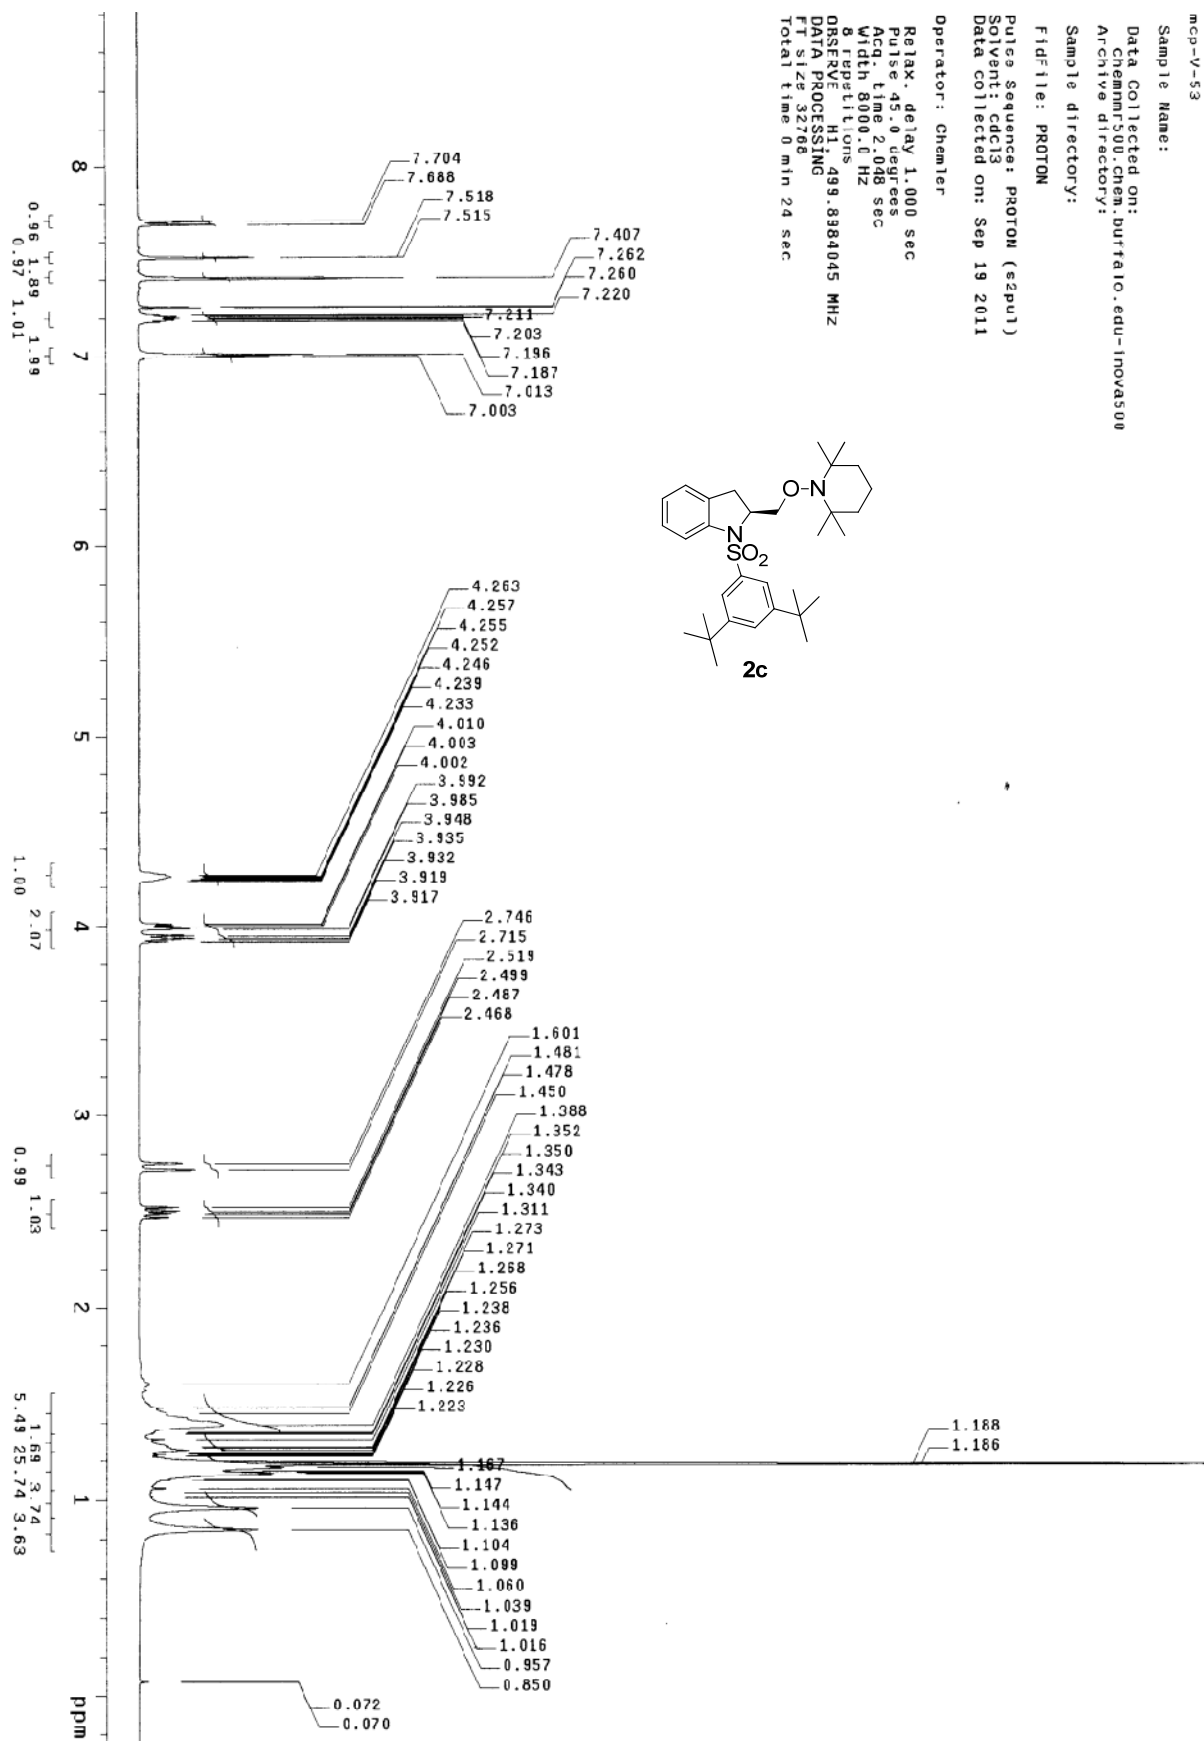 mcp-V-53
Sample Name:
Data Collected on:
chemnmr500.chem.buffalo.edu-inova500
Archive directory:
Sample directory:
FidFile: PROTON
Pulse Sequence: PROTON (s2pul)
Solvent: cdcl3
Data collected on: Sep 19 2011
Operator: Chemler
Relax. delay 1.000 sec
Pulse 45.0 degrees
Acq. time 2.048 sec
Width 8000.0 Hz
8 repetitions
OBSERVE H1, 499.8984045 MHz
DATA PROCESSING
FT size 32768
Total time 0 min 24 sec
7.704
7.688
7.518
7.515
7.407
7.262
7.260
7.220
7.211
7.203
7.196
7.187
7.013
7.003
O
N
N
SO2
2c
4.263
4.257
4.255
4.252
4.246
4.239
4.233
4.010
4.003
4.002
3.992
3.985
3.948
3.935
3.932
3.919
3.917
2.746
2.715
2.519
2.499
2.487
2.468
1.601
1.481
1.478
1.450
1.388
1.352
1.350
1.343
1.340
1.311
1.273
1.271
1.268
1.256
1.238
1.236
1.230
1.228
1.226
1.223
1.188
1.186
1.167
1.147
1.144
1.136
1.104
1.099
1.060
1.039
1.019
1.016
0.957
0.850
0.072
0.070
8 7 6 5 4 3 2 1 ppm
0.96 1.89 1.99
0.97 1.01
1.00 2.07
0.99 1.03
1.69 3.74
5.49 25.74 3.63